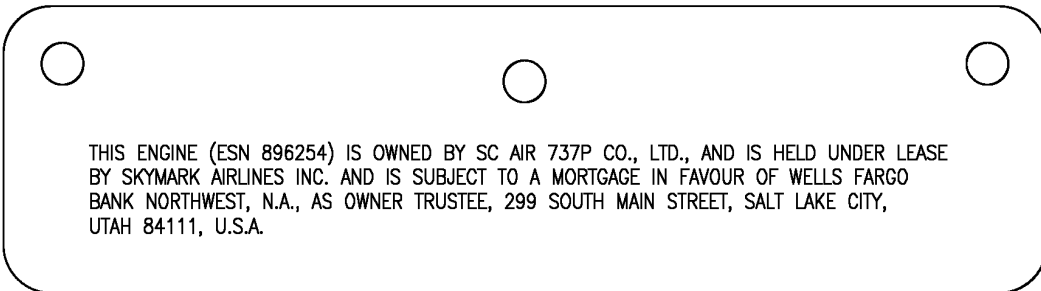 THIS ENGINE (ESN 896254) IS OWNED BY SC AIR 737P CO., LTD., AND IS HELD UNDER LEASE
BY SKYMARK AIRLINES INC. AND IS SUBJECT TO A MORTGAGE IN FAVOUR OF WELLS FARGO
BANK NORTHWEST, N.A., AS OWNER TRUSTEE, 299 SOUTH MAIN STREET, SALT LAKE CITY,
UTAH 84111, U.S.A.